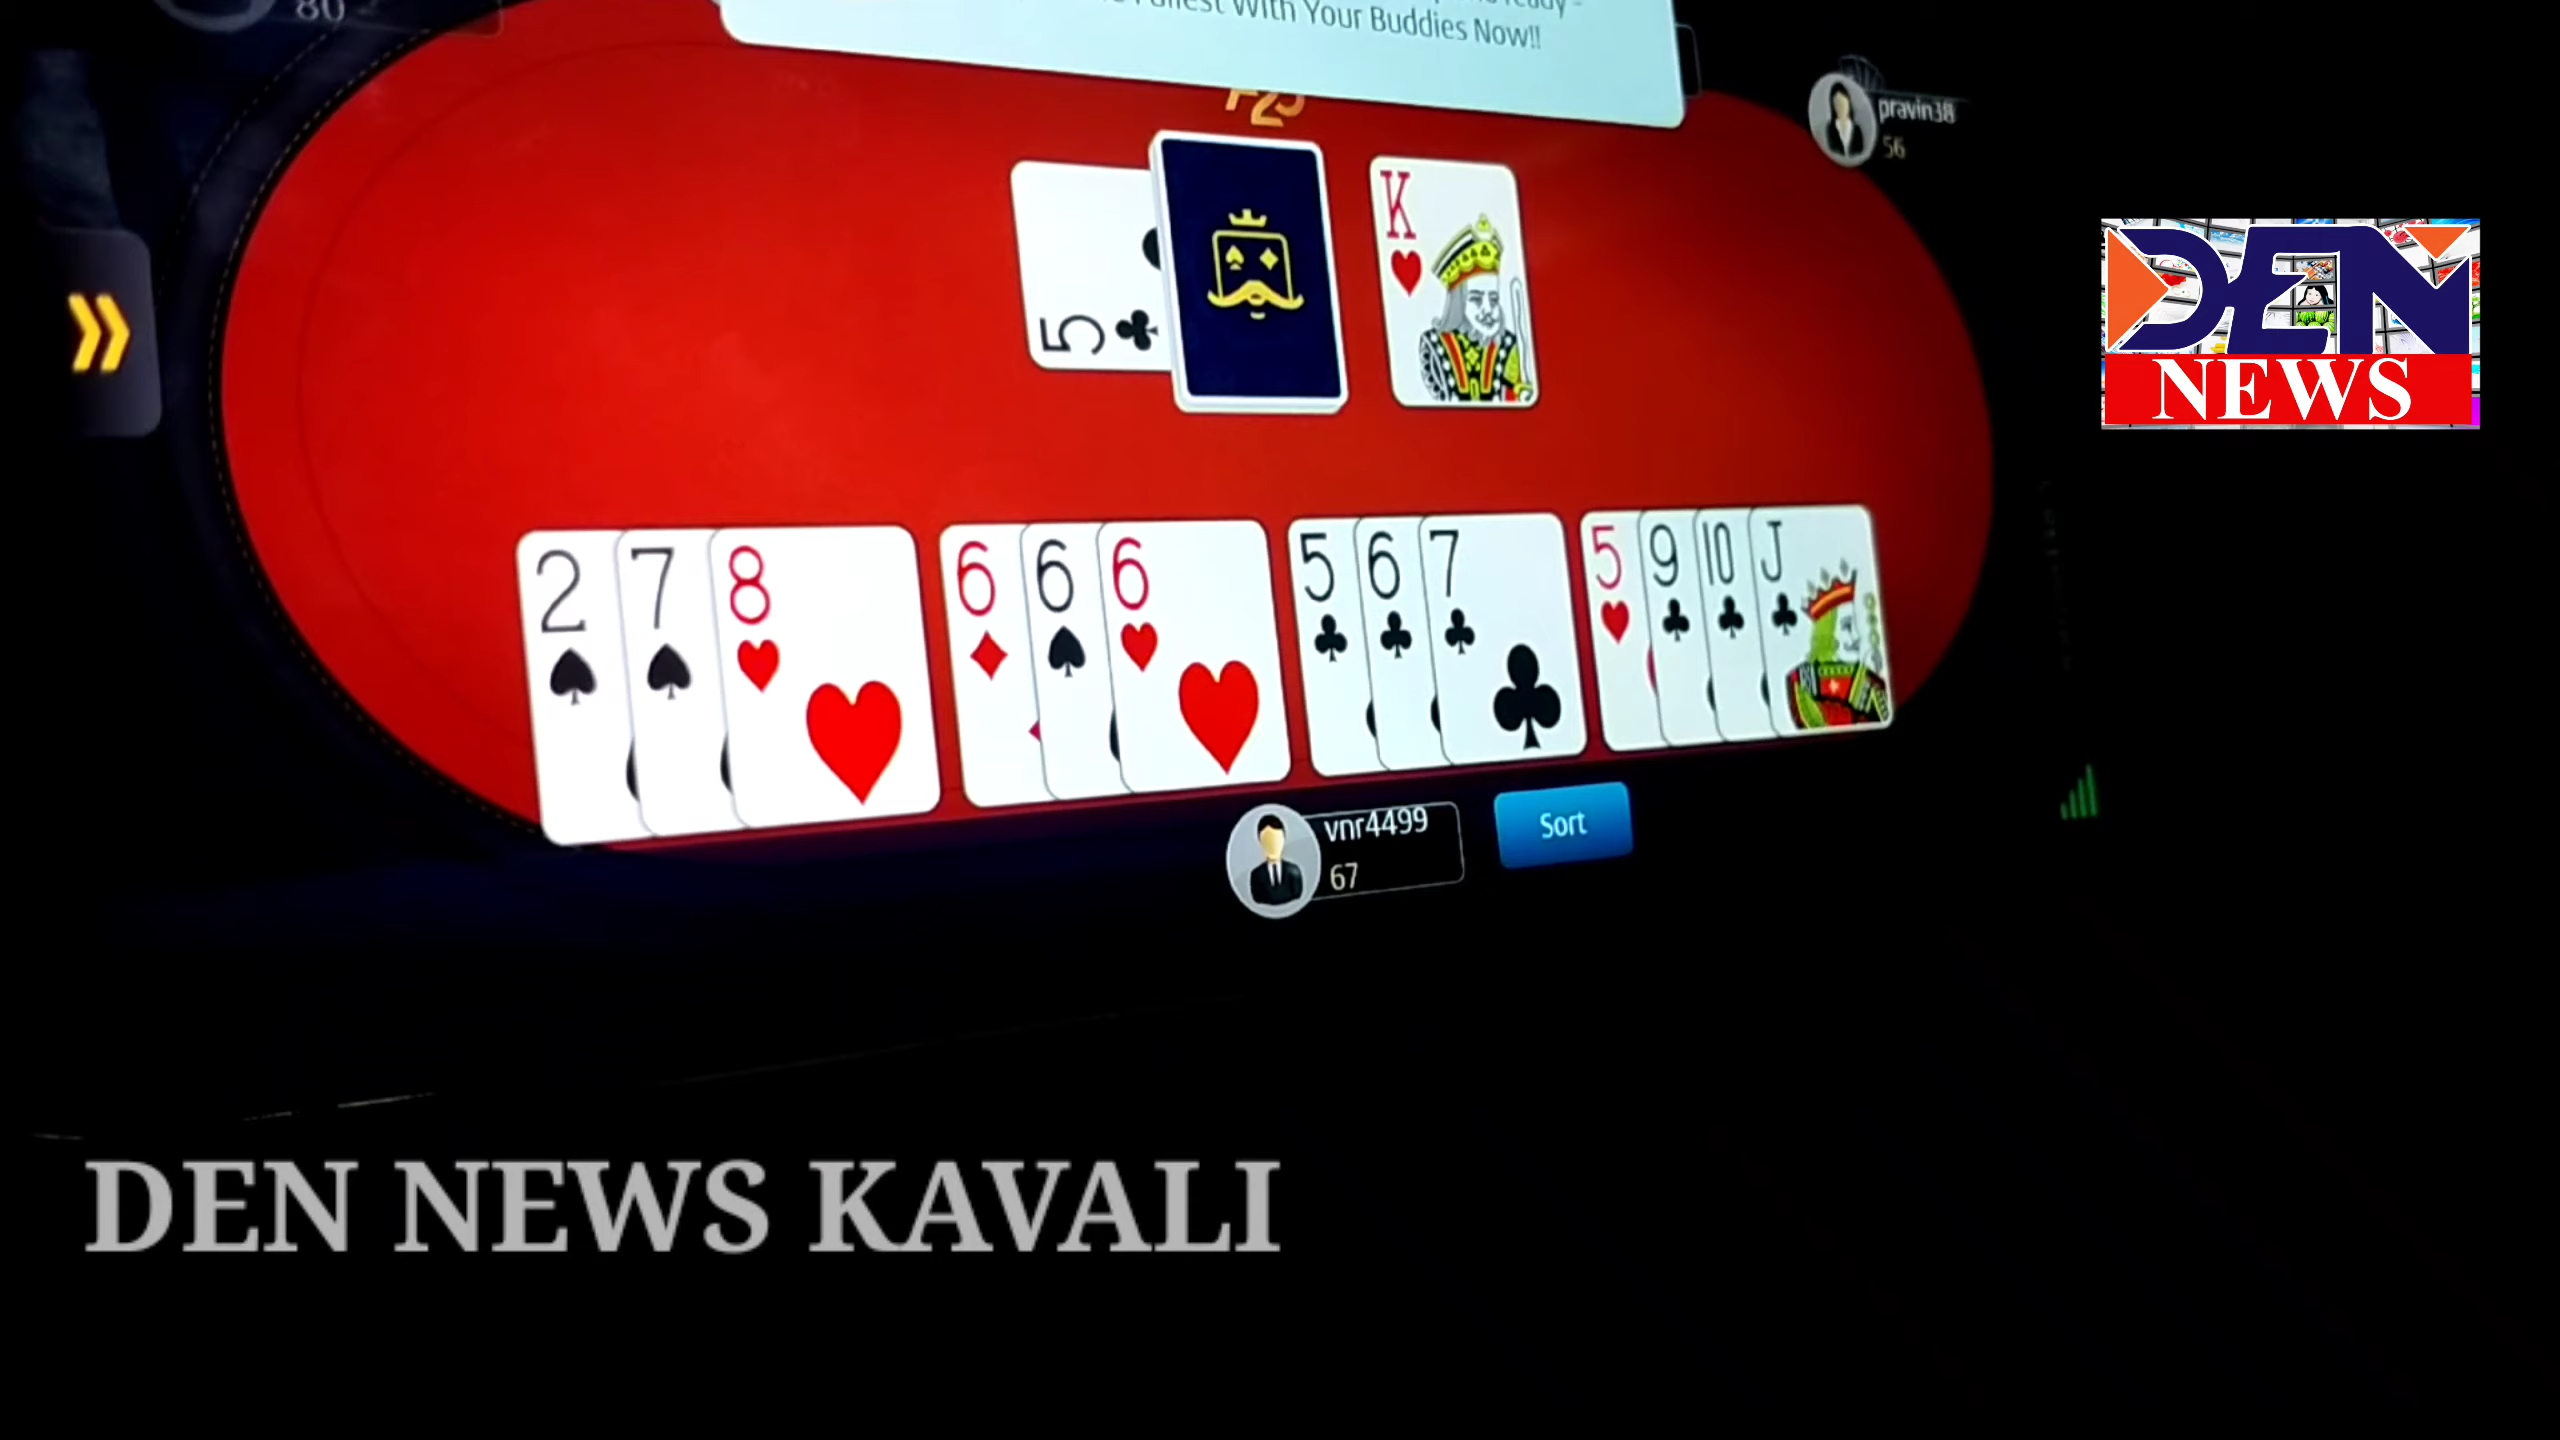 80
With Your Buddies Now!!
pravin38
56
K
5
DEN
NEWS
2 7 8 6 6 6 5 6 7 5 9 10 J
vnr4499
67
Sort
DEN NEWS KAVALI